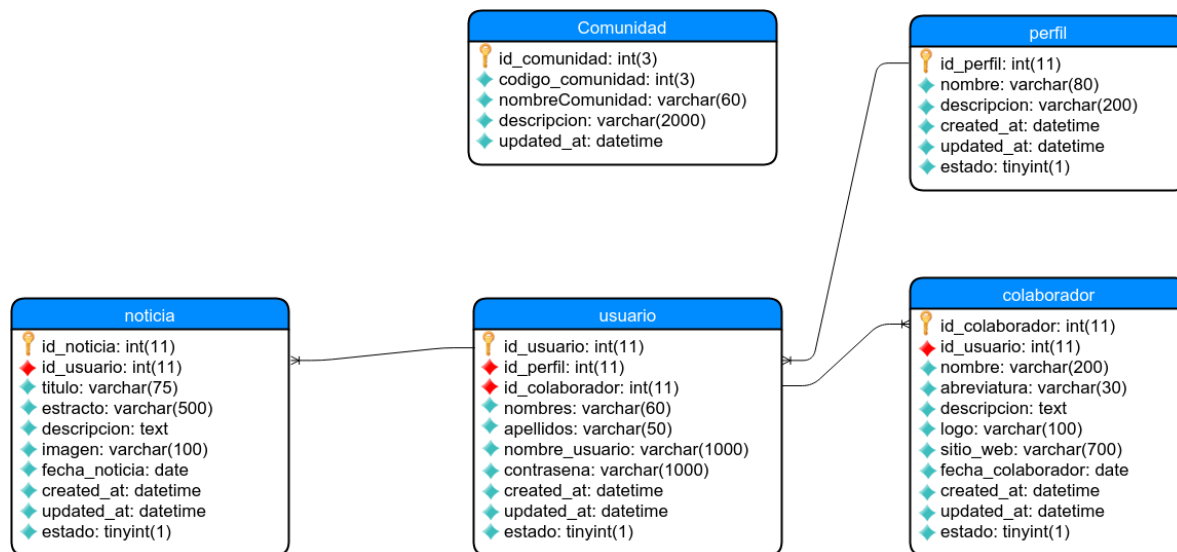 Comunidad
id_comunidad: int(3)
codigo_comunidad: int(3)
nombreComunidad: varchar(60)
descripcion: varchar(2000)
updated_at: datetime
perfil
id_perfil: int(11)
nombre: varchar(80)
descripcion: varchar(200)
created_at: datetime
updated_at: datetime
estado: tinyint(1)
noticia
id_noticia: int(11)
id_usuario: int(11)
titulo: varchar(75)
estracto: varchar(500)
descripcion: text
imagen: varchar(100)
fecha_noticia: date
created_at: datetime
updated_at: datetime
estado: tinyint(1)
usuario
id_usuario: int(11)
id_perfil: int(11)
id_colaborador: int(11)
nombres: varchar(60)
apellidos: varchar(50)
nombre_usuario: varchar(1000)
contrasena: varchar(1000)
created_at: datetime
updated_at: datetime
estado: tinyint(1)
colaborador
id_colaborador: int(11)
id_usuario: int(11)
nombre: varchar(200)
abreviatura: varchar(30)
descripcion: text
logo: varchar(100)
sitio_web: varchar(700)
fecha_colaborador: date
created_at: datetime
updated_at: datetime
estado: tinyint(1)